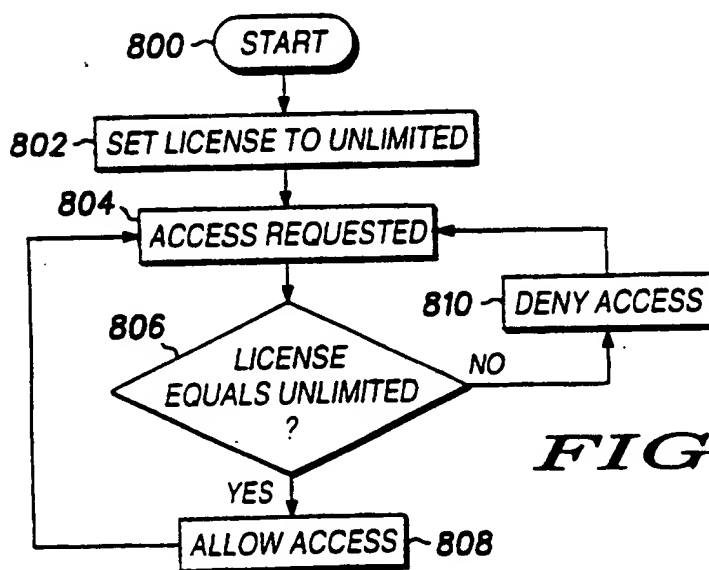 800
START
802
SET LICENSE TO UNLIMITED
804
ACCESS REQUESTED
810
DENY ACCESS
806
LICENSE
EQUALS UNLIMITED
?
NO
FIG
YES
ALLOW ACCESS
808